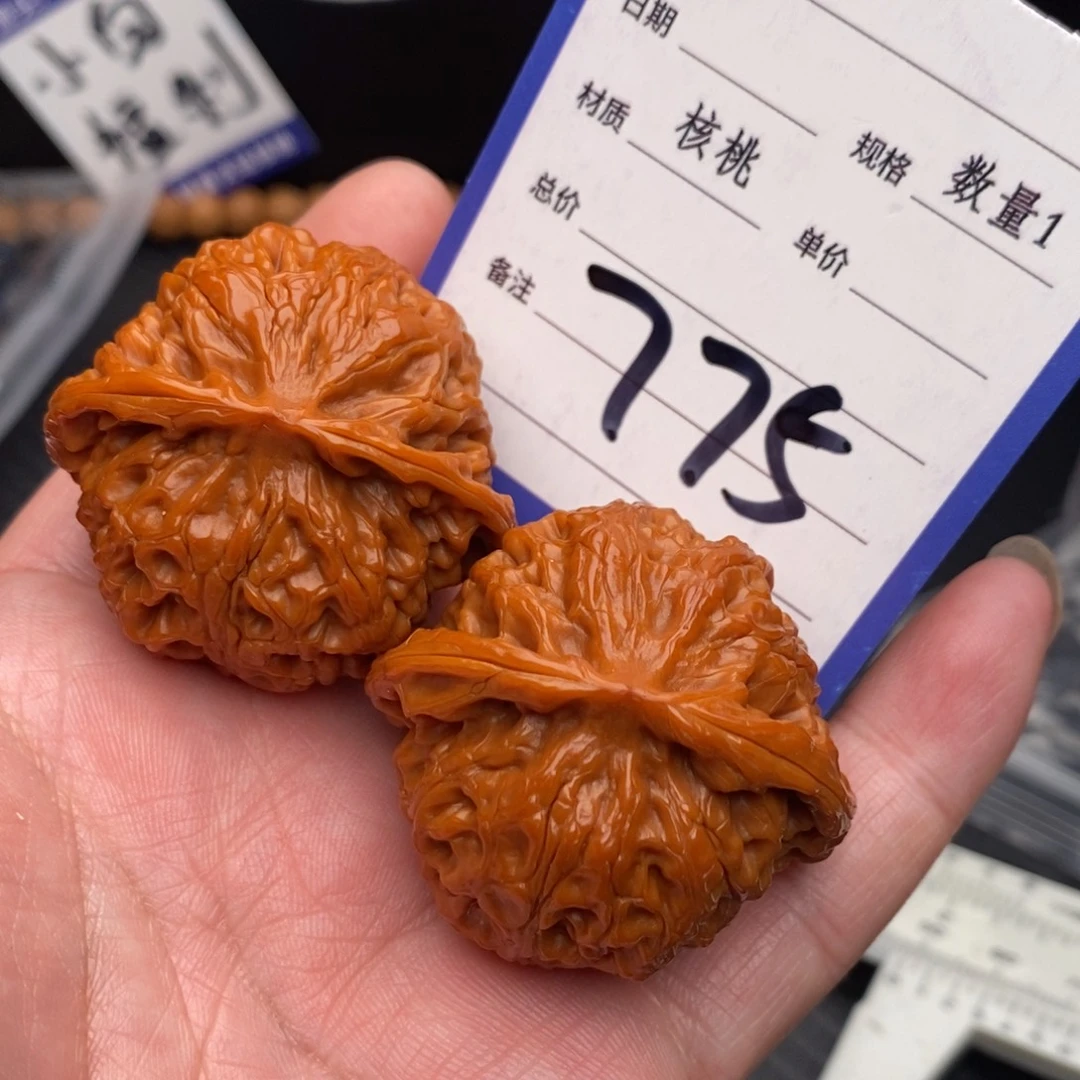 日期
材质 核桃 规格 数量1
总价 单价
备注 775